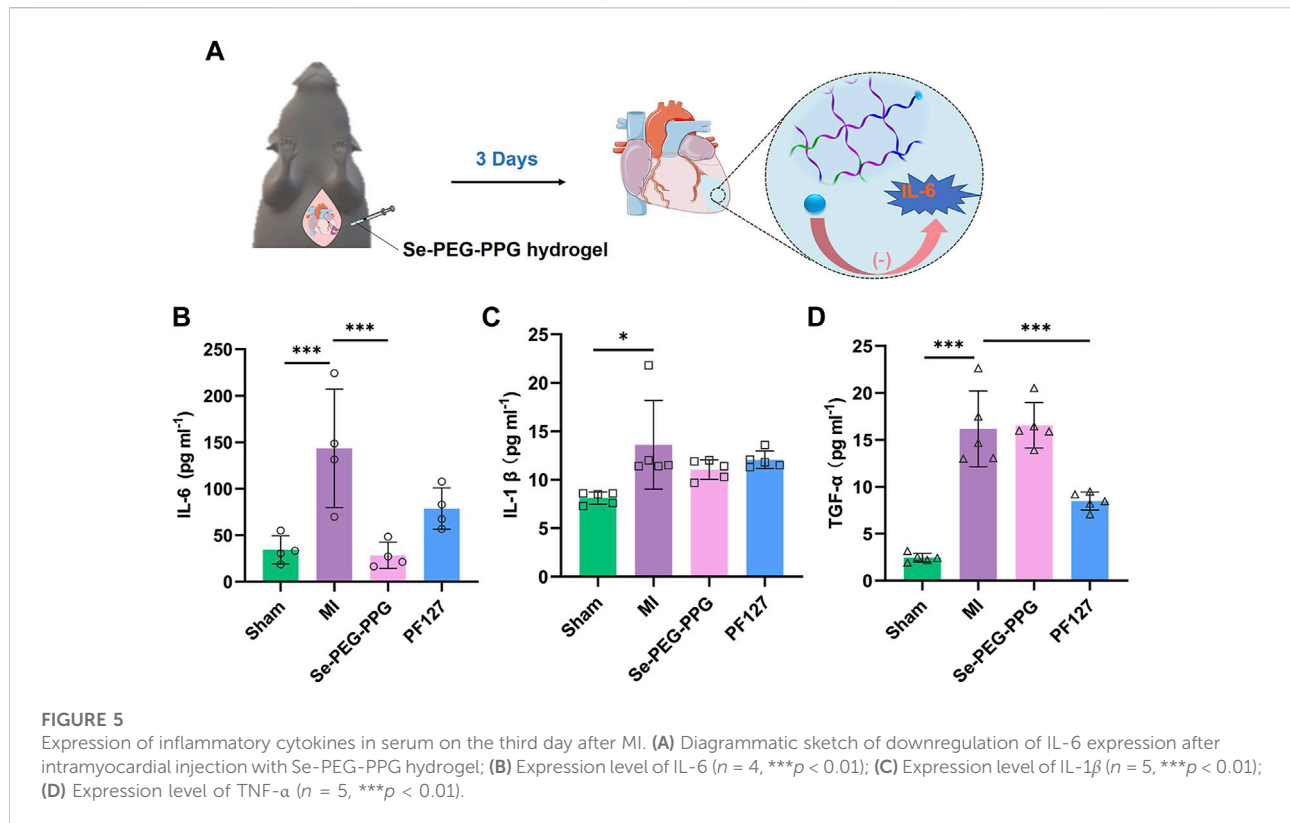 A
3 Days
Se-PEG-PPG hydrogel
IL-6
(-)
B
IL-6 (pg ml⁻¹)
250
200
150
100
50
0
*** ***
Sham
MI
Se-PEG-PPG
PF127
C
IL-1 β (pg ml⁻¹)
25
20
15
10
5
0
*
Sham
MI
Se-PEG-PPG
PF127
D
TGF-α (pg ml⁻¹)
25
20
15
10
5
0
*** ***
Sham
MI
Se-PEG-PPG
PF127
FIGURE 5
Expression of inflammatory cytokines in serum on the third day after MI. (A) Diagrammatic sketch of downregulation of IL-6 expression after
intramyocardial injection with Se-PEG-PPG hydrogel; (B) Expression level of IL-6 (n = 4, ***p < 0.01); (C) Expression level of IL-1β (n = 5, ***p < 0.01);
(D) Expression level of TNF-α (n = 5, ***p < 0.01).